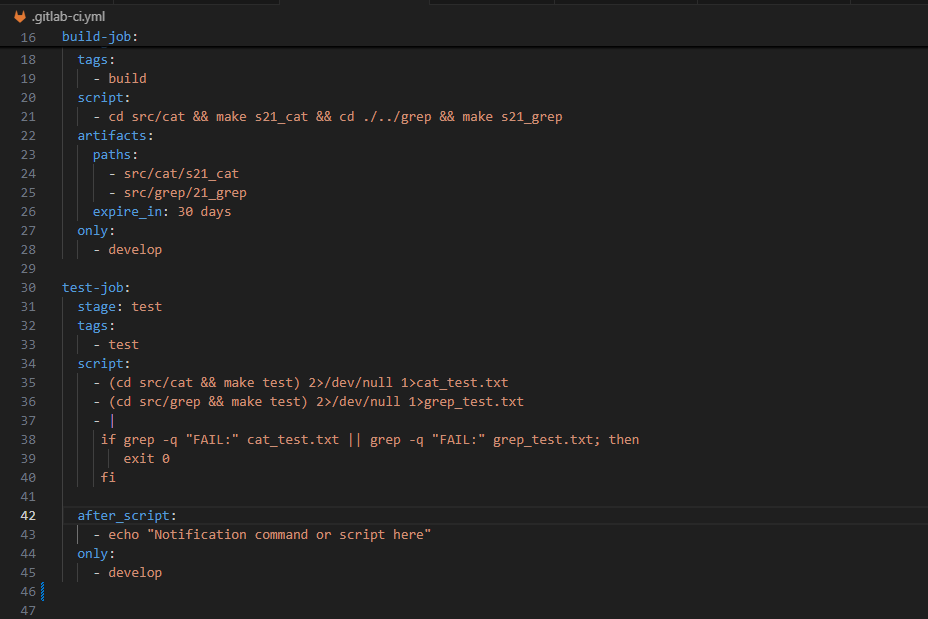 .gitlab-ci.yml
16 build-job:
18 tags:
19 - build
20 script:
21 - cd src/cat && make s21_cat && cd ./../grep && make s21_grep
22 artifacts:
23 paths:
24 - src/cat/s21_cat
25 - src/grep/21_grep
26 expire_in: 30 days
27 only:
28 - develop
29
30 test-job:
31 stage: test
32 tags:
33 - test
34 script:
35 - (cd src/cat && make test) 2>/dev/null 1>cat_test.txt
36 - (cd src/grep && make test) 2>/dev/null 1>grep_test.txt
37 - |
38 if grep -q "FAIL:" cat_test.txt || grep -q "FAIL:" grep_test.txt; then
39 exit 0
40 fi
41
42 after_script:
43 - echo "Notification command or script here"
44 only:
45 - develop
46
47